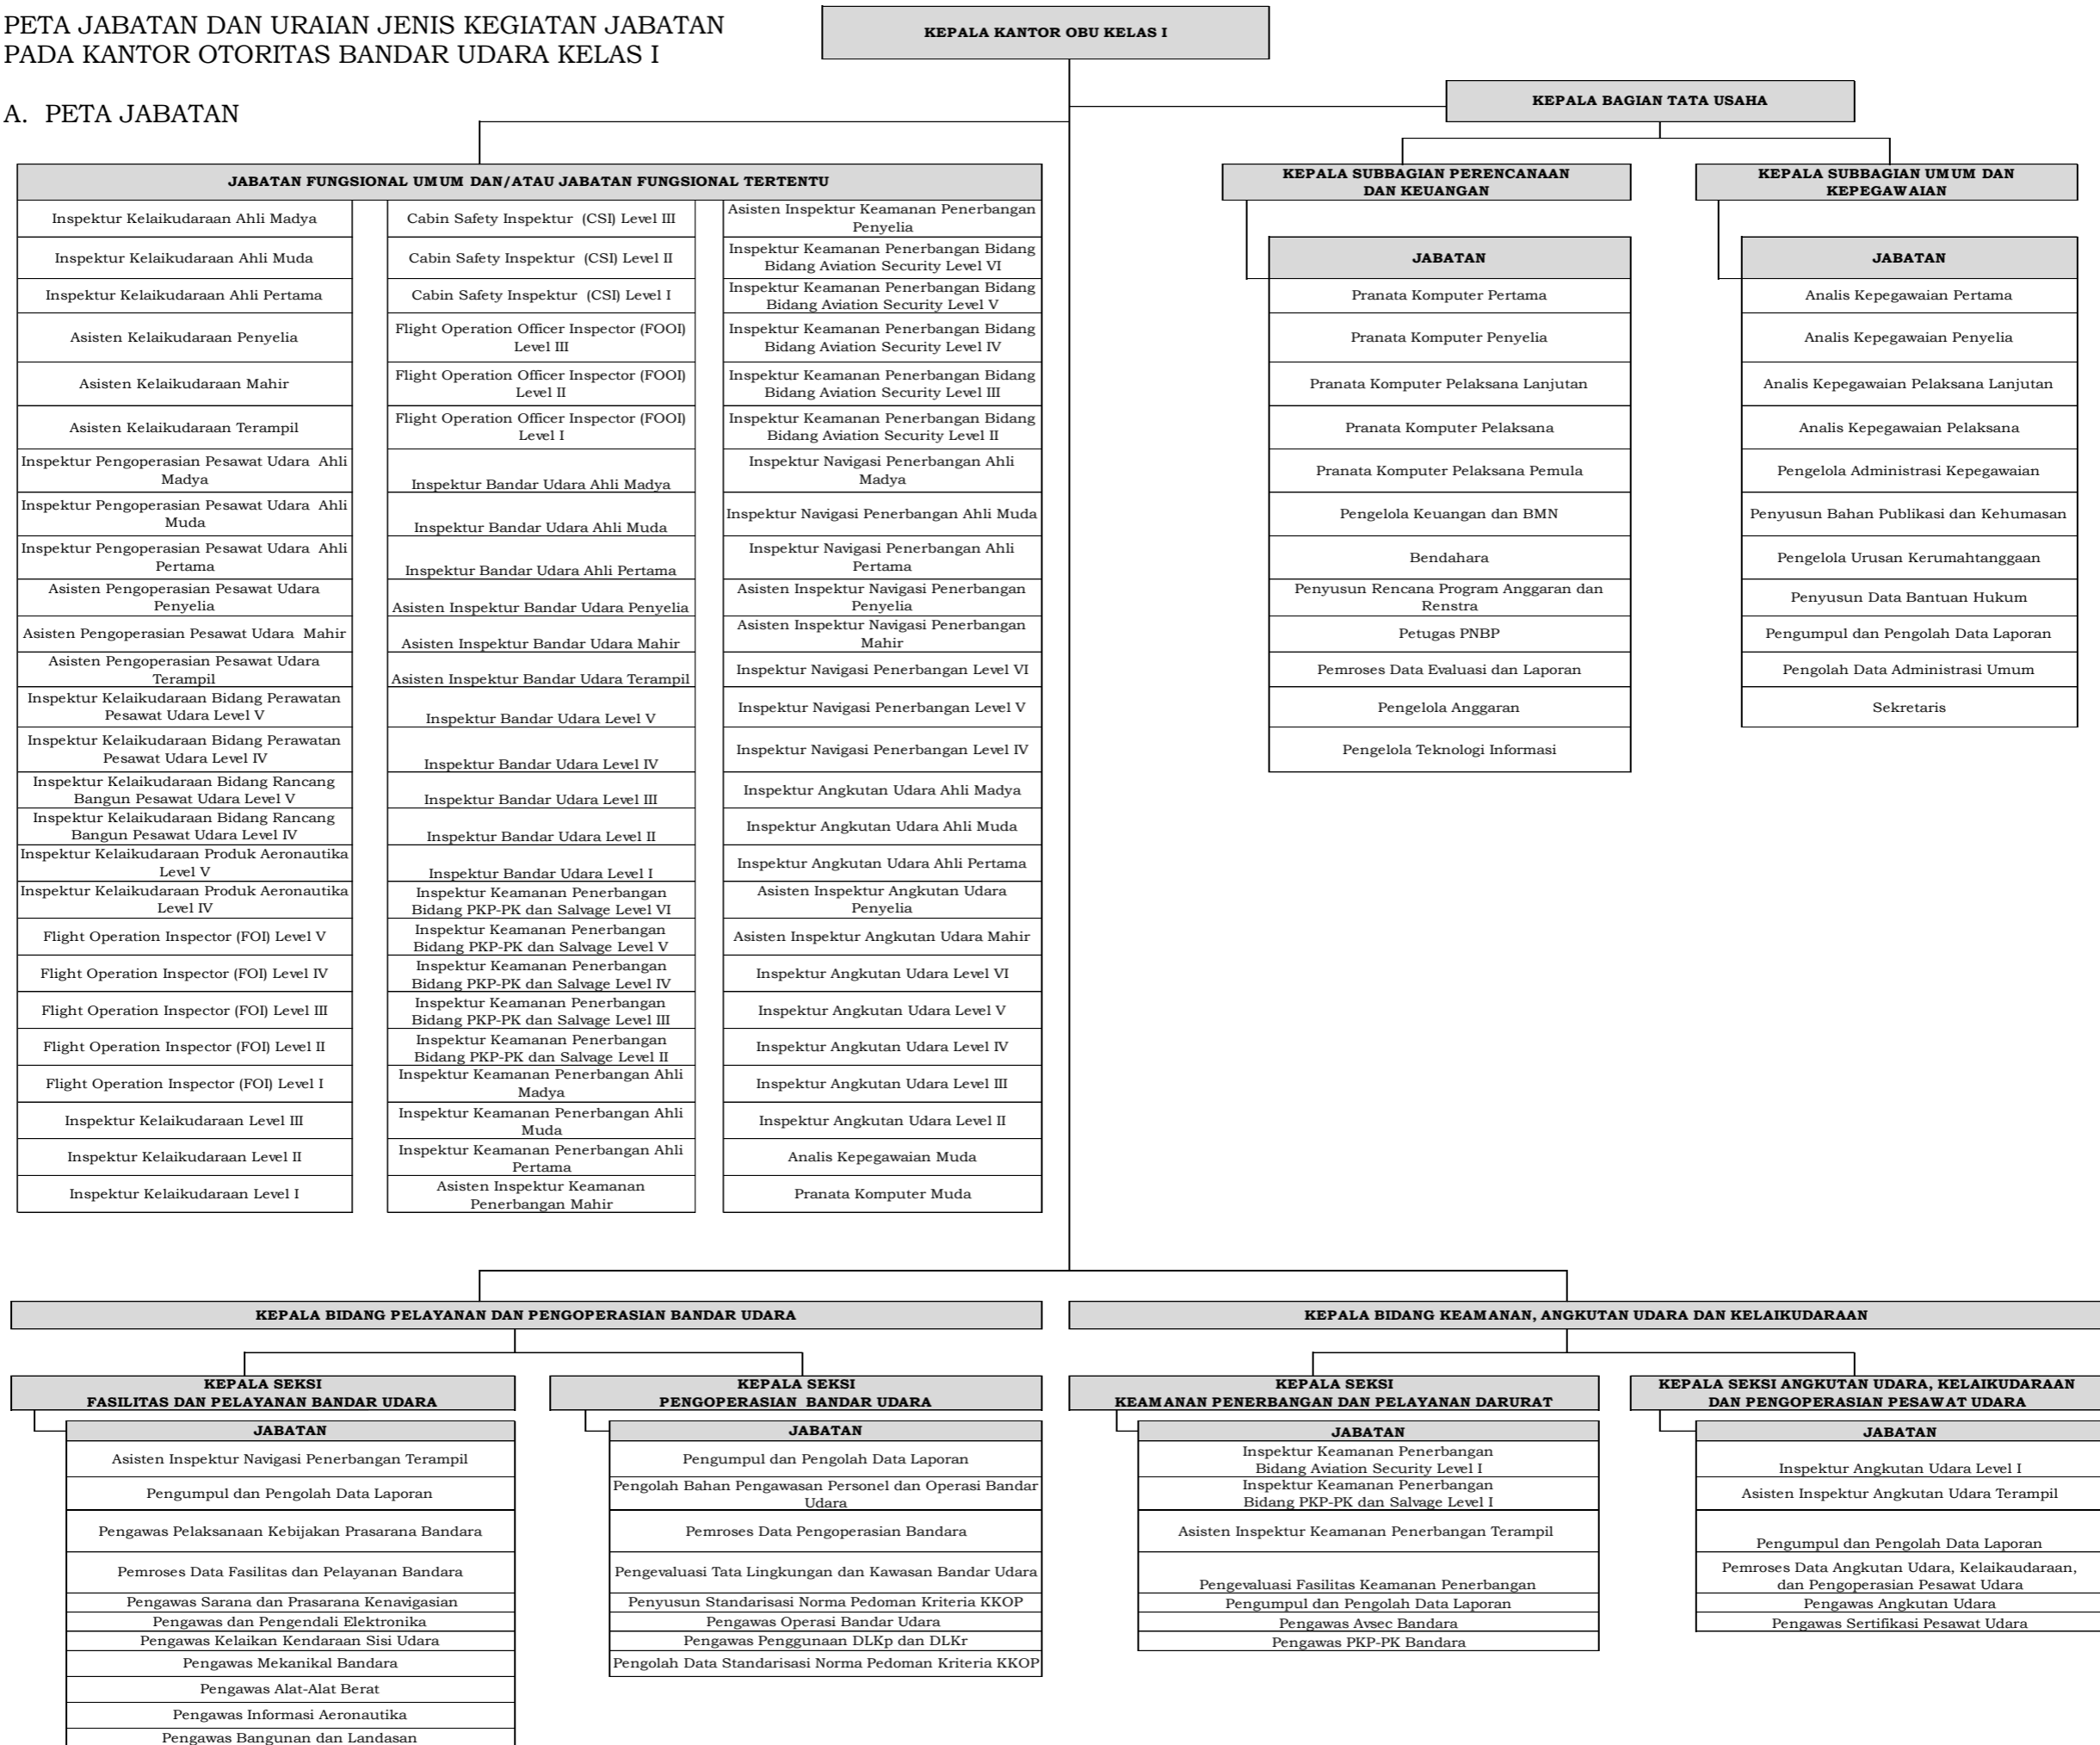 PETA JABATAN DAN URAIAN JENIS KEGIATAN JABATAN
PADA KANTOR OTORITAS BANDAR UDARA KELAS I
A. PETA JABATAN
KEPALA KANTOR OBU KELAS I
KEPALA BAGIAN TATA USAHA
JABATAN FUNGSIONAL UMUM DAN/ATAU JABATAN FUNGSIONAL TERTENTU
Inspektur Kelaikudaraan Ahli Madya
Inspektur Kelaikudaraan Ahli Muda
Inspektur Kelaikudaraan Ahli Pertama
Asisten Kelaikudaraan Penyelia
Asisten Kelaikudaraan Mahir
Asisten Kelaikudaraan Terampil
Inspektur Pengoperasian Pesawat Udara Ahli
Madya
Inspektur Pengoperasian Pesawat Udara Ahli
Muda
Inspektur Pengoperasian Pesawat Udara Ahli
Pertama
Asisten Pengoperasian Pesawat Udara
Penyelia
Asisten Pengoperasian Pesawat Udara Mahir
Asisten Pengoperasian Pesawat Udara
Terampil
Inspektur Kelaikudaraan Bidang Perawatan
Pesawat Udara Level V
Inspektur Kelaikudaraan Bidang Perawatan
Pesawat Udara Level IV
Inspektur Kelaikudaraan Bidang Rancang
Bangun Pesawat Udara Level V
Inspektur Kelaikudaraan Bidang Rancang
Bangun Pesawat Udara Level IV
Inspektur Kelaikudaraan Produk Aeronautika
Level V
Inspektur Kelaikudaraan Produk Aeronautika
Level IV
Flight Operation Inspector (FOI) Level V
Flight Operation Inspector (FOI) Level IV
Flight Operation Inspector (FOI) Level III
Flight Operation Inspector (FOI) Level II
Flight Operation Inspector (FOI) Level I
Inspektur Kelaikudaraan Level III
Inspektur Kelaikudaraan Level II
Inspektur Kelaikudaraan Level I
Cabin Safety Inspektur (CSI) Level III
Cabin Safety Inspektur (CSI) Level II
Cabin Safety Inspektur (CSI) Level I
Flight Operation Officer Inspector (FOOI)
Level III
Flight Operation Officer Inspector (FOOI)
Level II
Flight Operation Officer Inspector (FOOI)
Level I
Inspektur Bandar Udara Ahli Madya
Inspektur Bandar Udara Ahli Muda
Inspektur Bandar Udara Ahli Pertama
Asisten Inspektur Bandar Udara Penyelia
Asisten Inspektur Bandar Udara Mahir
Asisten Inspektur Bandar Udara Terampil
Inspektur Bandar Udara Level V
Inspektur Bandar Udara Level IV
Inspektur Bandar Udara Level III
Inspektur Bandar Udara Level II
Inspektur Bandar Udara Level I
Inspektur Keamanan Penerbangan
Bidang PKP-PK dan Salvage Level VI
Inspektur Keamanan Penerbangan
Bidang PKP-PK dan Salvage Level V
Inspektur Keamanan Penerbangan
Bidang PKP-PK dan Salvage Level IV
Inspektur Keamanan Penerbangan
Bidang PKP-PK dan Salvage Level III
Inspektur Keamanan Penerbangan
Bidang PKP-PK dan Salvage Level II
Inspektur Keamanan Penerbangan Ahli
Madya
Inspektur Keamanan Penerbangan Ahli
Muda
Inspektur Keamanan Penerbangan Ahli
Pertama
Asisten Inspektur Keamanan
Penerbangan Mahir
Asisten Inspektur Keamanan Penerbangan
Penyelia
Inspektur Keamanan Penerbangan Bidang
Bidang Aviation Security Level VI
Inspektur Keamanan Penerbangan Bidang
Bidang Aviation Security Level V
Inspektur Keamanan Penerbangan Bidang
Bidang Aviation Security Level IV
Inspektur Keamanan Penerbangan Bidang
Bidang Aviation Security Level III
Inspektur Keamanan Penerbangan Bidang
Bidang Aviation Security Level II
Inspektur Navigasi Penerbangan Ahli
Madya
Inspektur Navigasi Penerbangan Ahli Muda
Inspektur Navigasi Penerbangan Ahli
Pertama
Asisten Inspektur Navigasi Penerbangan
Penyelia
Asisten Inspektur Navigasi Penerbangan
Mahir
Inspektur Navigasi Penerbangan Level VI
Inspektur Navigasi Penerbangan Level V
Inspektur Navigasi Penerbangan Level IV
Inspektur Angkutan Udara Ahli Madya
Inspektur Angkutan Udara Ahli Muda
Inspektur Angkutan Udara Ahli Pertama
Asisten Inspektur Angkutan Udara
Penyelia
Asisten Inspektur Angkutan Udara Mahir
Inspektur Angkutan Udara Level VI
Inspektur Angkutan Udara Level V
Inspektur Angkutan Udara Level IV
Inspektur Angkutan Udara Level III
Inspektur Angkutan Udara Level II
Analis Kepegawaian Muda
Pranata Komputer Muda
KEPALA SUBBAGIAN PERENCANAAN
DAN KEUANGAN
JABATAN
Pranata Komputer Pertama
Pranata Komputer Penyelia
Pranata Komputer Pelaksana Lanjutan
Pranata Komputer Pelaksana
Pranata Komputer Pelaksana Pemula
Pengelola Keuangan dan BMN
Bendahara
Penyusun Rencana Program Anggaran dan
Renstra
Petugas PNBP
Pemroses Data Evaluasi dan Laporan
Pengelola Anggaran
Pengelola Teknologi Informasi
KEPALA SUBBAGIAN UMUM DAN
KEPEGAWAIAN
JABATAN
Analis Kepegawaian Pertama
Analis Kepegawaian Penyelia
Analis Kepegawaian Pelaksana Lanjutan
Analis Kepegawaian Pelaksana
Pengelola Administrasi Kepegawaian
Penyusun Bahan Publikasi dan Kehumasan
Pengelola Urusan Kerumahtanggaan
Penyusun Data Bantuan Hukum
Pengumpul dan Pengolah Data Laporan
Pengolah Data Administrasi Umum
Sekretaris
KEPALA BIDANG PELAYANAN DAN PENGOPERASIAN BANDAR UDARA
KEPALA SEKSI
FASILITAS DAN PELAYANAN BANDAR UDARA
JABATAN
Asisten Inspektur Navigasi Penerbangan Terampil
Pengumpul dan Pengolah Data Laporan
Pengawas Pelaksanaan Kebijakan Prasarana Bandara
Pemroses Data Fasilitas dan Pelayanan Bandara
Pengawas Sarana dan Prasarana Kenavigasian
Pengawas dan Pengendali Elektronika
Pengawas Kelaikan Kendaraan Sisi Udara
Pengawas Mekanikal Bandara
Pengawas Alat-Alat Berat
Pengawas Informasi Aeronautika
Pengawas Bangunan dan Landasan
KEPALA SEKSI
PENGOPERASIAN BANDAR UDARA
JABATAN
Pengumpul dan Pengolah Data Laporan
Pengolah Bahan Pengawasan Personel dan Operasi Bandar
Udara
Pemroses Data Pengoperasian Bandara
Pengevaluasi Tata Lingkungan dan Kawasan Bandar Udara
Penyusun Standarisasi Norma Pedoman Kriteria KKOP
Pengawas Operasi Bandar Udara
Pengawas Penggunaan DLKp dan DLKr
Pengolah Data Standarisasi Norma Pedoman Kriteria KKOP
KEPALA BIDANG KEAMANAN, ANGKUTAN UDARA DAN KELAIKUDARAAN
KEPALA SEKSI
KEAMANAN PENERBANGAN DAN PELAYANAN DARURAT
JABATAN
Inspektur Keamanan Penerbangan
Bidang Aviation Security Level I
Inspektur Keamanan Penerbangan
Bidang PKP-PK dan Salvage Level I
Asisten Inspektur Keamanan Penerbangan Terampil
Pengevaluasi Fasilitas Keamanan Penerbangan
Pengumpul dan Pengolah Data Laporan
Pengawas Avsec Bandara
Pengawas PKP-PK Bandara
KEPALA SEKSI ANGKUTAN UDARA, KELAIKUDARAAN
DAN PENGOPERASIAN PESAWAT UDARA
JABATAN
Inspektur Angkutan Udara Level I
Asisten Inspektur Angkutan Udara Terampil
Pengumpul dan Pengolah Data Laporan
Pemroses Data Angkutan Udara, Kelaikaudaraan,
dan Pengoperasian Pesawat Udara
Pengawas Angkutan Udara
Pengawas Sertifikasi Pesawat Udara